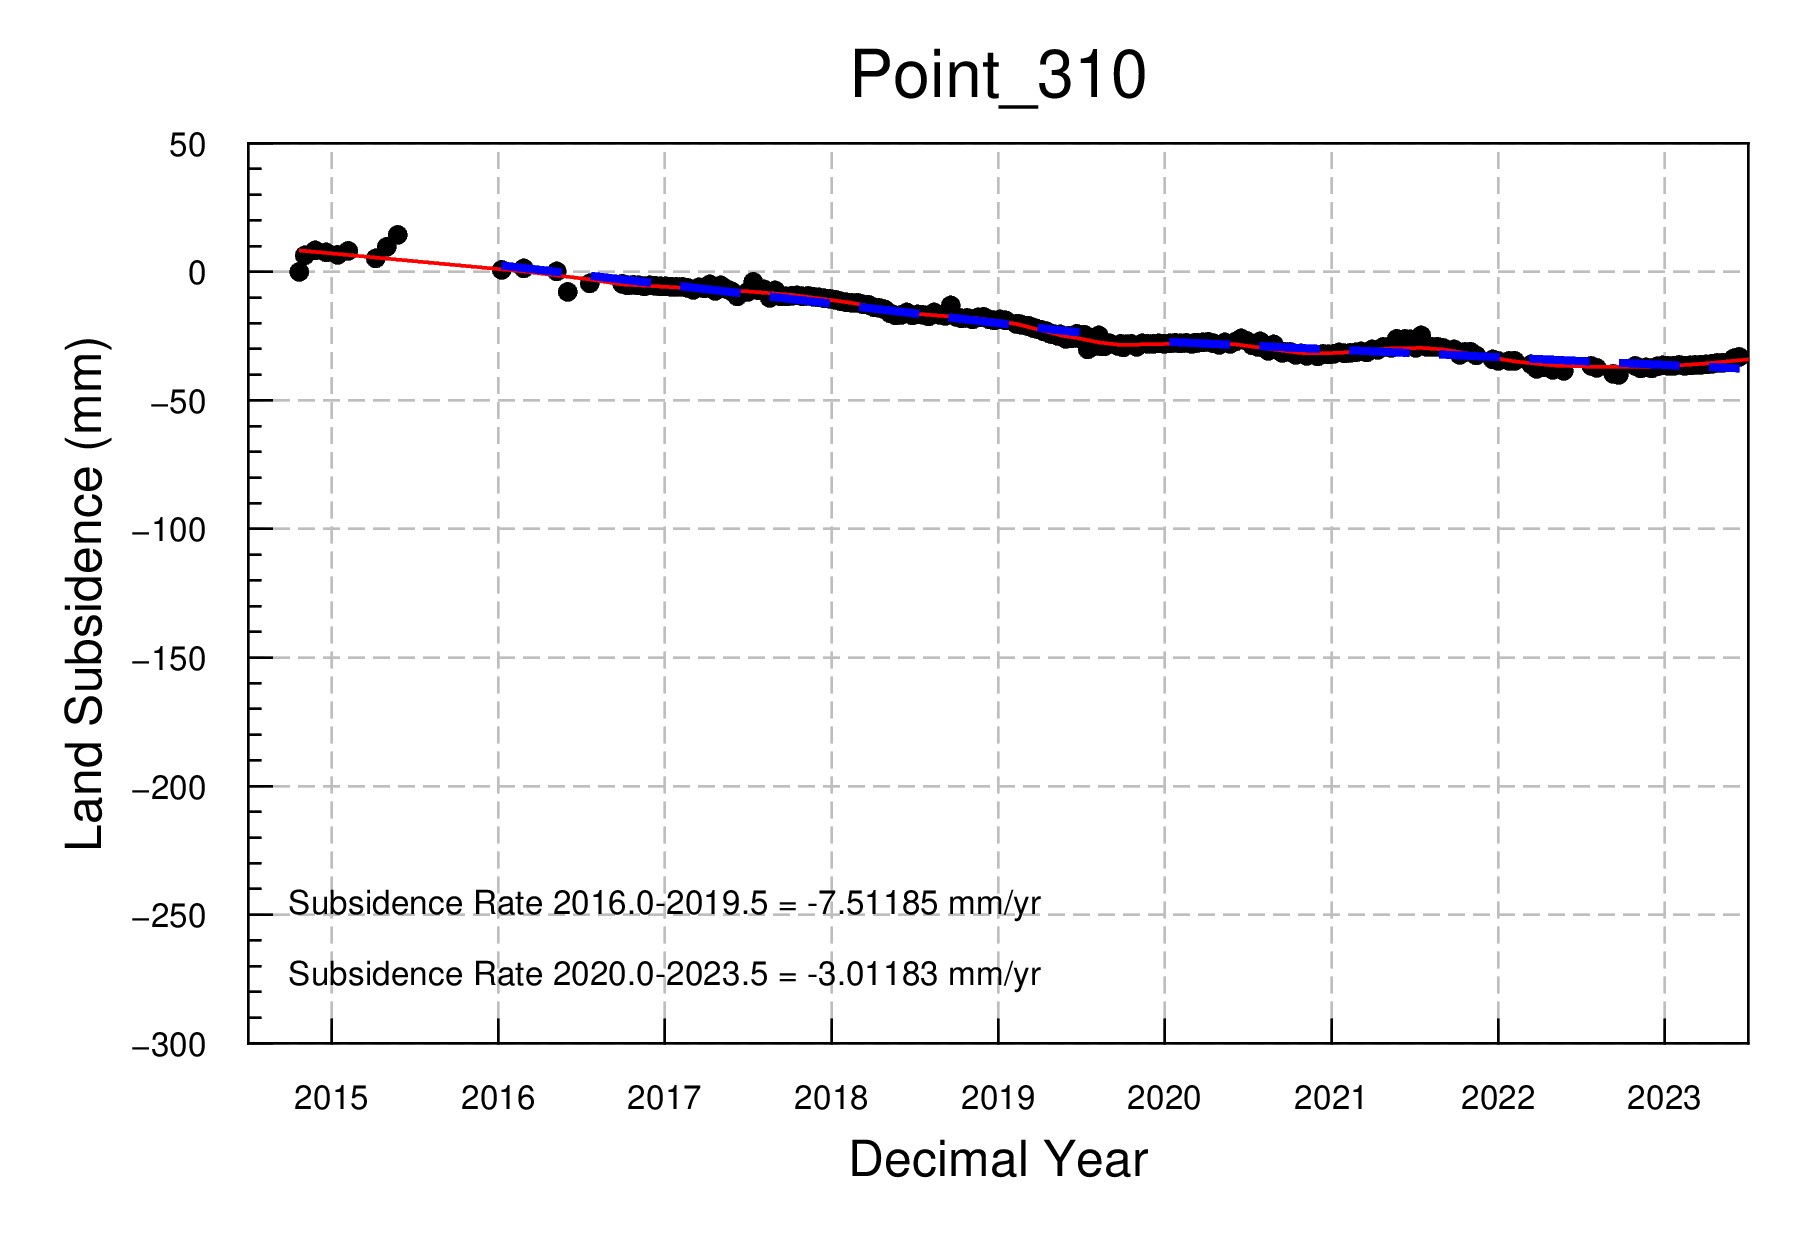 Point_310
50
0
−50
−100
−150
−200
−250
−300
Land Subsidence (mm)
Subsidence Rate 2016.0-2019.5 = -7.51185 mm/yr
Subsidence Rate 2020.0-2023.5 = -3.01183 mm/yr
2015 2016 2017 2018 2019 2020 2021 2022 2023
Decimal Year